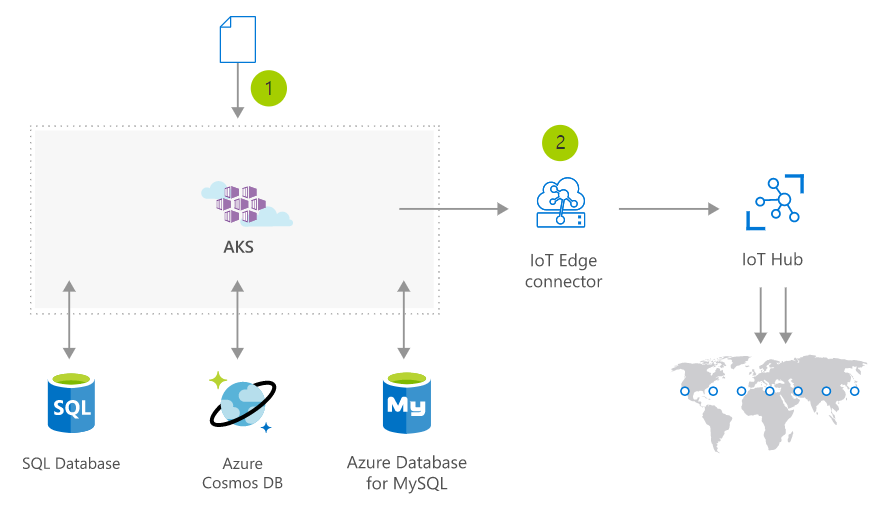 1
2
AKS
IoT Edge
connector
IoT Hub
SQL
My
SQL Database
Azure
Cosmos DB
Azure Database
for MySQL